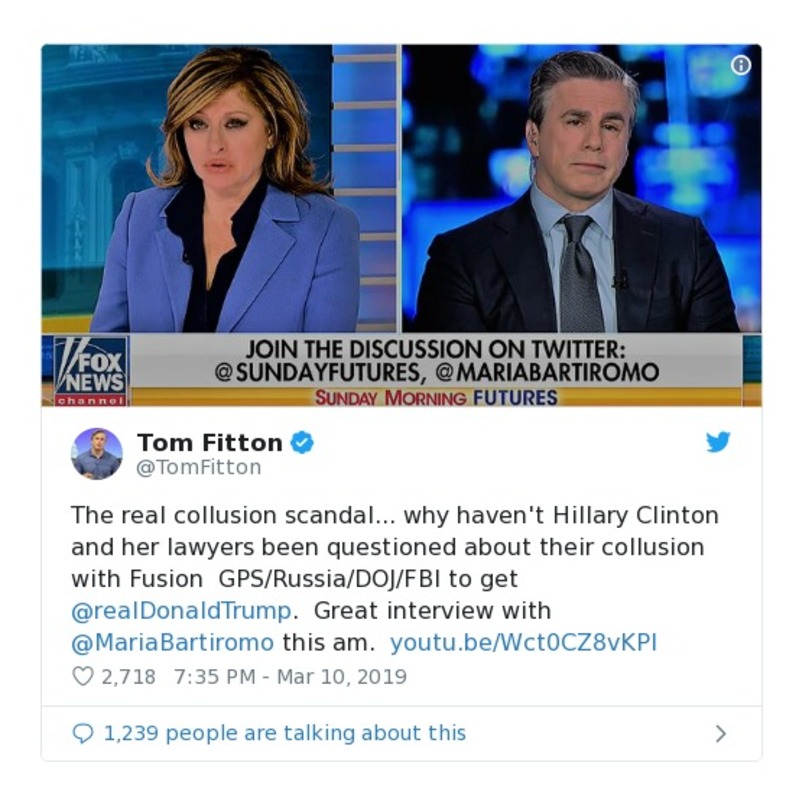 JOIN THE DISCUSSION ON TWITTER:
@SUNDAYFUTURES, @MARIABARTIROMO
FOX
NEWS
channel
SUNDAY MORNING FUTURES
Tom Fitton
@TomFitton
The real collusion scandal... why haven't Hillary Clinton
and her lawyers been questioned about their collusion
with Fusion  GPS/Russia/DOJ/FBI to get
@realDonaldTrump.  Great interview with
@MariaBartiromo this am.  youtu.be/Wct0CZ8vKPI
2,718 7:35 PM - Mar 10, 2019
1,239 people are talking about this